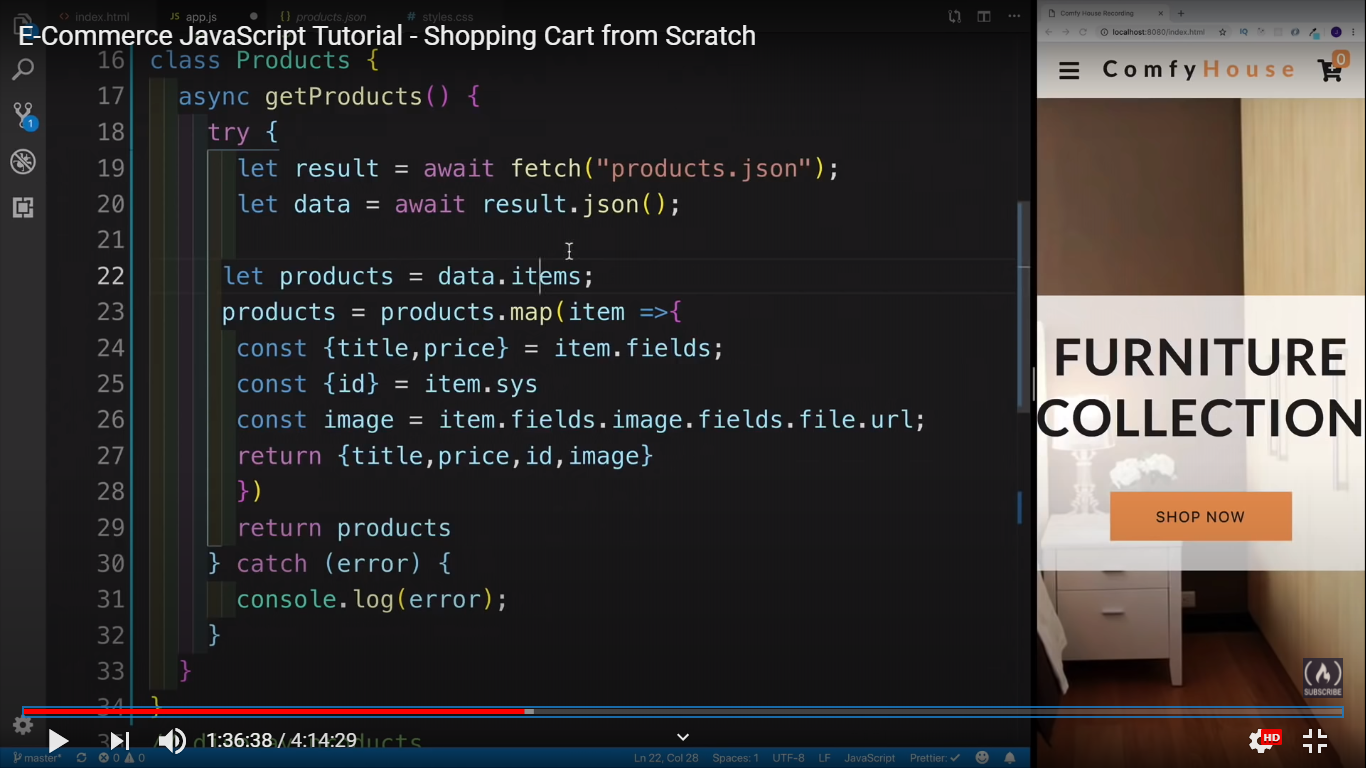 index.html app.js products.json styles.css
E-Commerce JavaScript Tutorial - Shopping Cart from Scratch
16 class Products {
17 async getProducts() {
18 try {
19 let result = await fetch("products.json");
20 let data = await result.json();
21
22 let products = data.items;
23 products = products.map(item =>{
24 const {title,price} = item.fields;
25 const {id} = item.sys
26 const image = item.fields.image.fields.file.url;
27 return {title,price,id,image}
28 })
29 return products
30 } catch (error) {
31 console.log(error);
32 }
33 }
34 }
1
1:36:38 / 4:14:29
master* 0 0 Ln 22, Col 28 Spaces: 1 UTF-8 LF JavaScript Prettier: ✓
Comfy House Recording
localhost:8080/index.html
ComfyHouse 0
FURNITURE
COLLECTION
SHOP NOW
SUBSCRIBE
HD